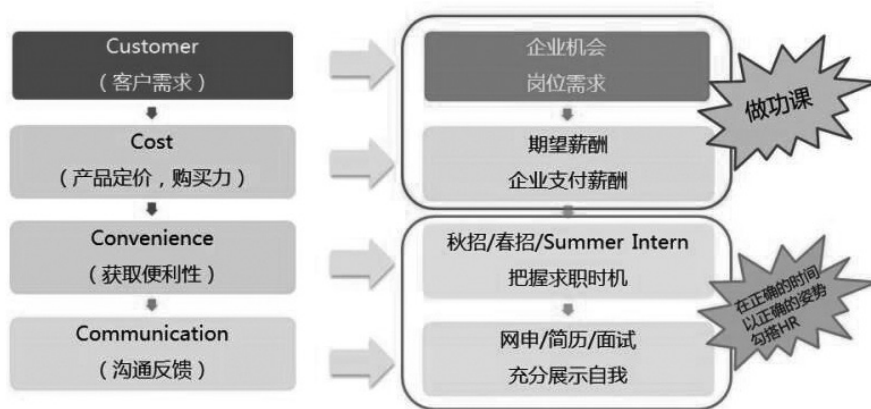 Customer
（客户需求）
企业机会
岗位需求
做功课
Cost
（产品定价，购买力）
期望薪酬
企业支付薪酬
Convenience
（获取便利性）
秋招/春招/Summer Intern
把握求职时机
在正确的时间
以正确的姿势
勾搭HR
Communication
（沟通反馈）
网申/简历/面试
充分展示自我